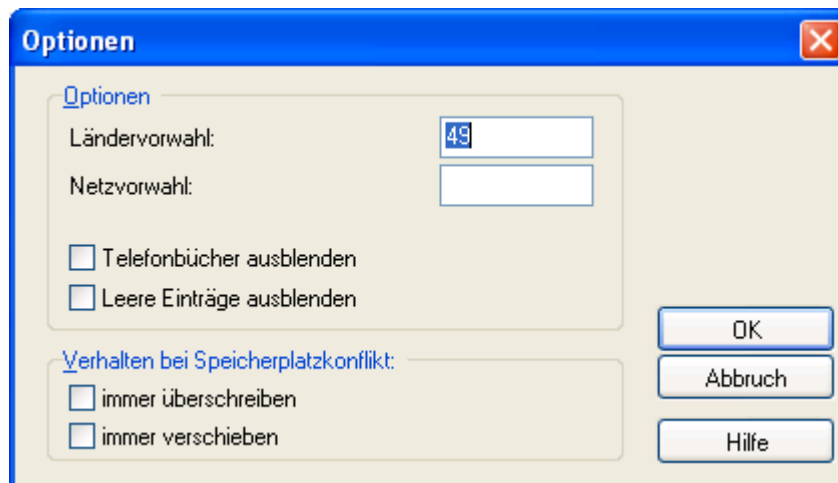 Optionen
Optionen
Ländervorwahl: 49
Netzvorwahl:
Telefonbücher ausblenden
Leere Einträge ausblenden
OK
Verhalten bei Speicherplatzkonflikt:
Abbruch
immer überschreiben
immer verschieben
Hilfe